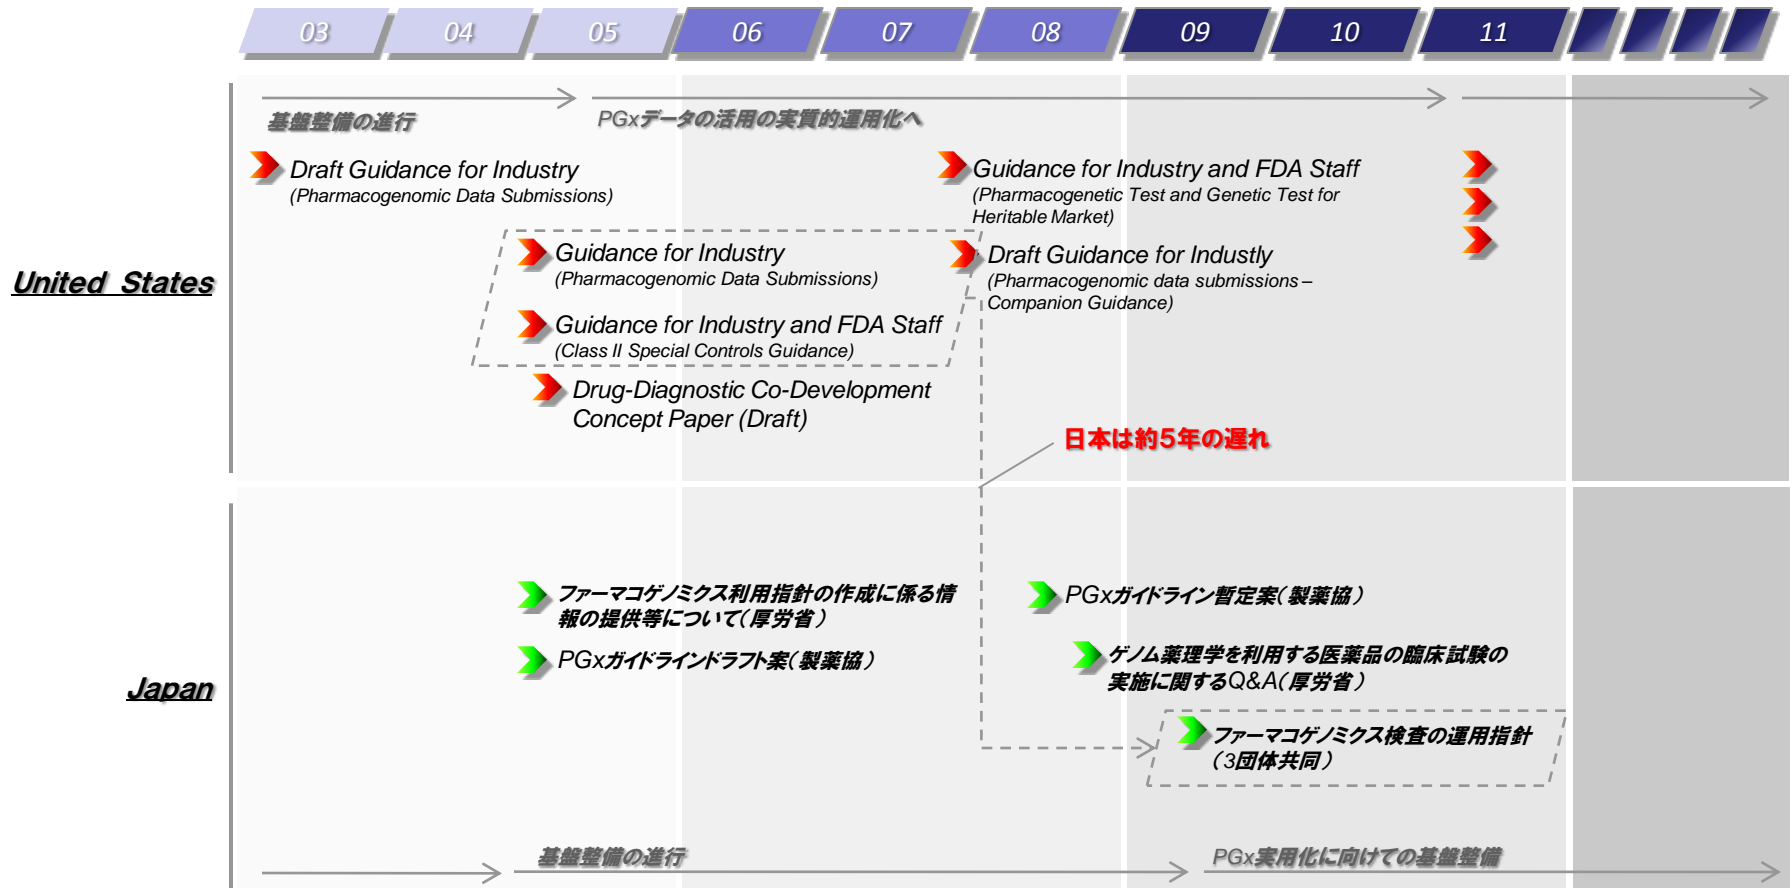 03 04 05 06 07 08 09 10 11
基盤整備の進行
PGxデータの活用の実質的運用化へ
United States
Draft Guidance for Industry
(Pharmacogenomic Data Submissions)
Guidance for Industry
(Pharmacogenomic Data Submissions)
Guidance for Industry and FDA Staff
(Class II Special Controls Guidance)
Drug-Diagnostic Co-Development
Concept Paper (Draft)
Guidance for Industry and FDA Staff
(Pharmacogenetic Test and Genetic Test for
Heritable Market)
Draft Guidance for Industly
(Pharmacogenomic data submissions –
Companion Guidance)
日本は約5年の遅れ
Japan
ファーマコゲノミクス利用指針の作成に係る情
報の提供等について(厚労省)
PGxガイドラインドラフト案(製薬協)
PGxガイドライン暫定案(製薬協)
ゲノム薬理学を利用する医薬品の臨床試験の
実施に関するQ&A(厚労省)
ファーマコゲノミクス検査の運用指針
(3団体共同)
基盤整備の進行
PGx実用化に向けての基盤整備